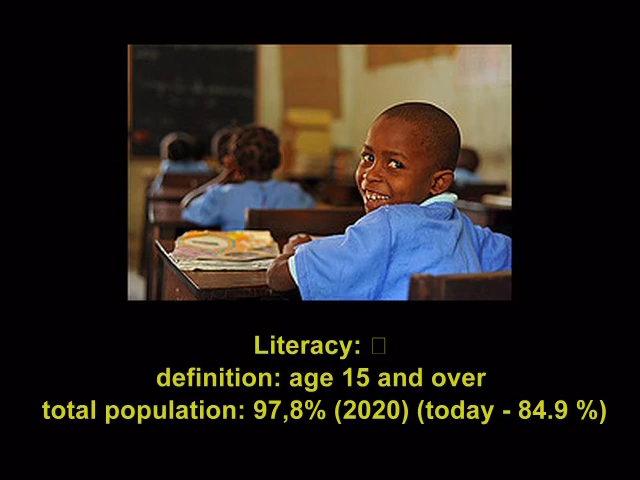 Literacy: 
definition: age 15 and over
total population: 97,8% (2020) (today - 84.9 %)